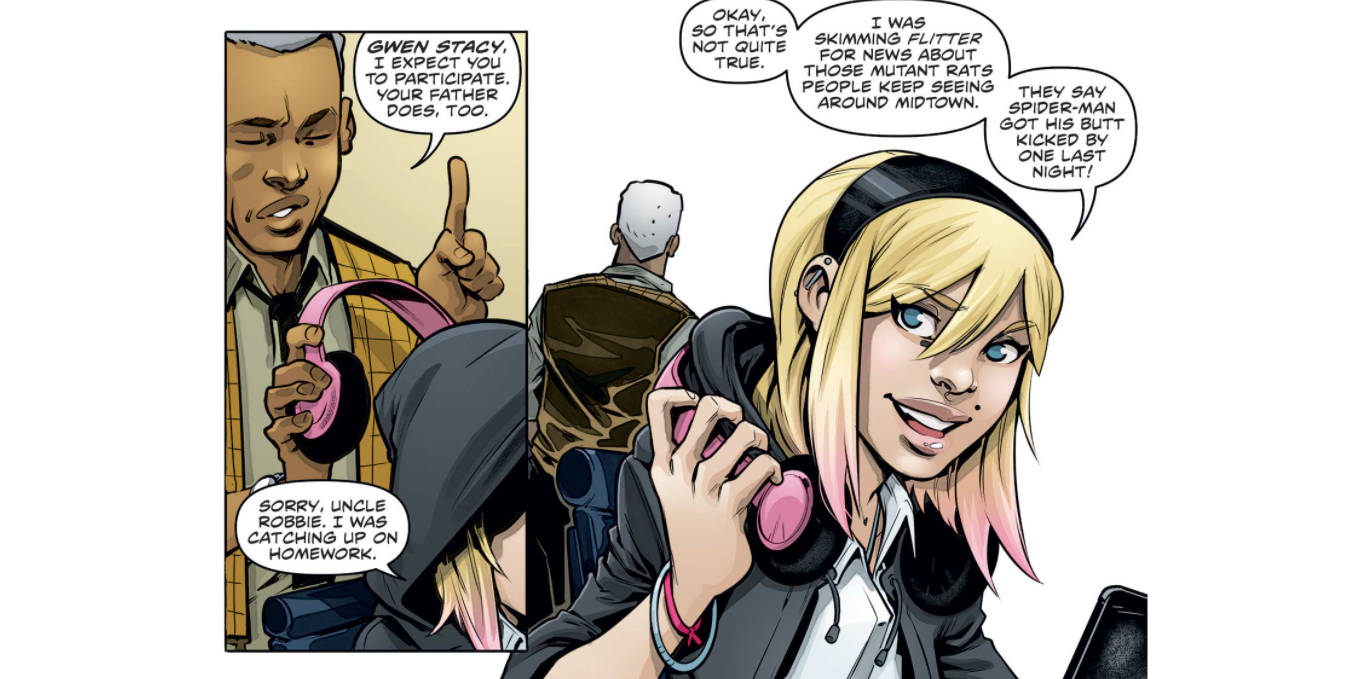 GWEN STACY,
I EXPECT YOU
TO PARTICIPATE.
YOUR FATHER
DOES, TOO.
SORRY, UNCLE
ROBBIE. I WAS
CATCHING UP ON
HOMEWORK.
OKAY,
SO THAT'S
NOT QUITE
TRUE.
I WAS
SKIMMING FLITTER
FOR NEWS ABOUT
THOSE MUTANT RATS
PEOPLE KEEP SEEING
AROUND MIDTOWN.
THEY SAY
SPIDER-MAN
GOT HIS BUTT
KICKED BY
ONE LAST
NIGHT!